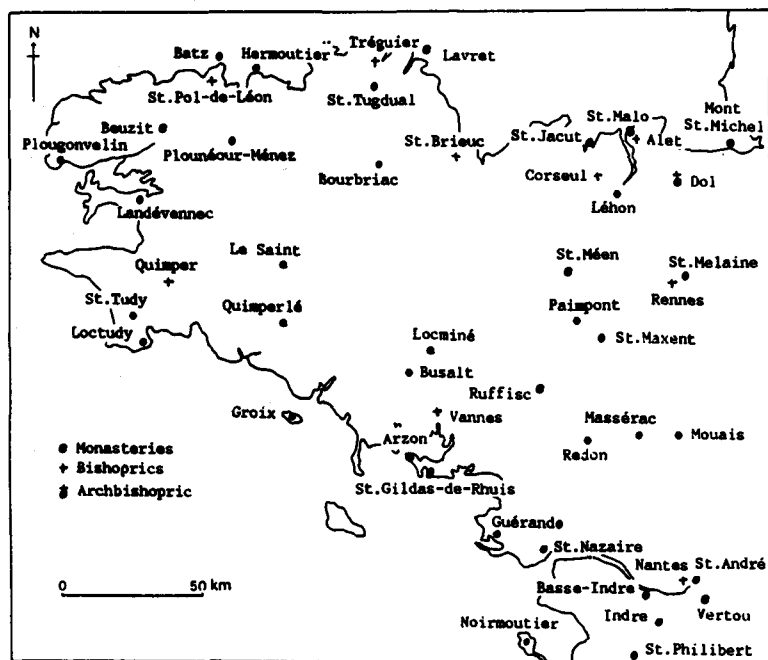 N
Batz
Hermoutier
Tréguier
Lavret
St.Pol-de-Léon
St.Tugdual
Beuzit
Plougonvelin
Plounéour-Ménez
Bourbriac
St.Brieuc
St.Jacut
St.Malo
Alet
Mont
St.Michel
Corseul
Dol
Léhon
Landévennec
Quimper
Le Saint
St.Méen
St.Melaine
Rennes
St.Tudy
Loctudy
Quimperlé
Paimpont
St.Maxent
Locminé
Busalt
Ruffisc
Groix
Vannes
Massérac
Mouais
Redon
Arzon
St.Gildas-de-Rhuis
Monasteries
Bishoprics
Archbishopric
Guérande
St.Nazaire
Nantes
St.André
Basse-Indre
Indre
Vertou
Noirmoutier
St.Philibert
0 50 km